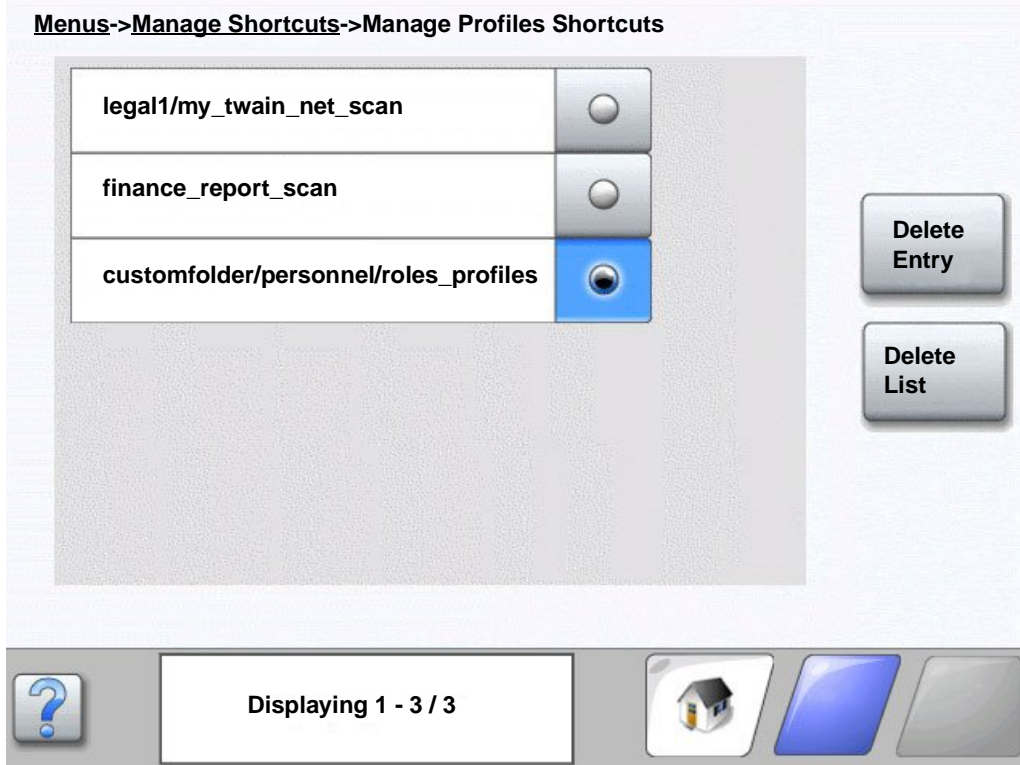 Menus->Manage Shortcuts->Manage Profiles Shortcuts
legal1/my_twain_net_scan
finance_report_scan
customfolder/personnel/roles_profiles
Delete
Entry
Delete
List
?
Displaying 1 - 3 / 3